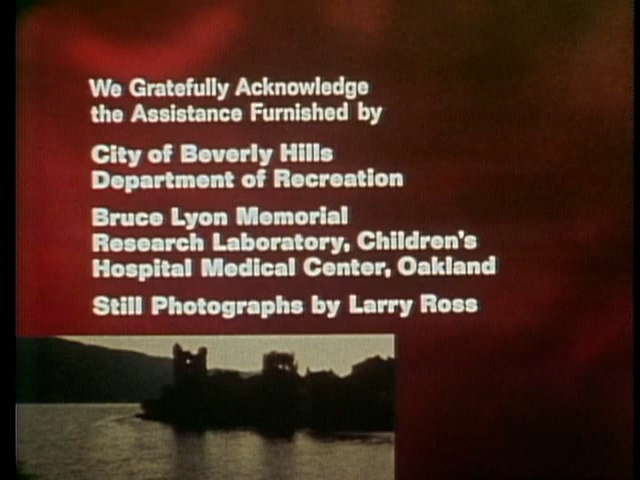 We Gratefully Acknowledge
the Assistance Furnished by
City of Beverly Hills
Department of Recreation
Bruce Lyon Memorial
Research Laboratory, Children's
Hospital Medical Center, Oakland
Still Photographs by Larry Ross